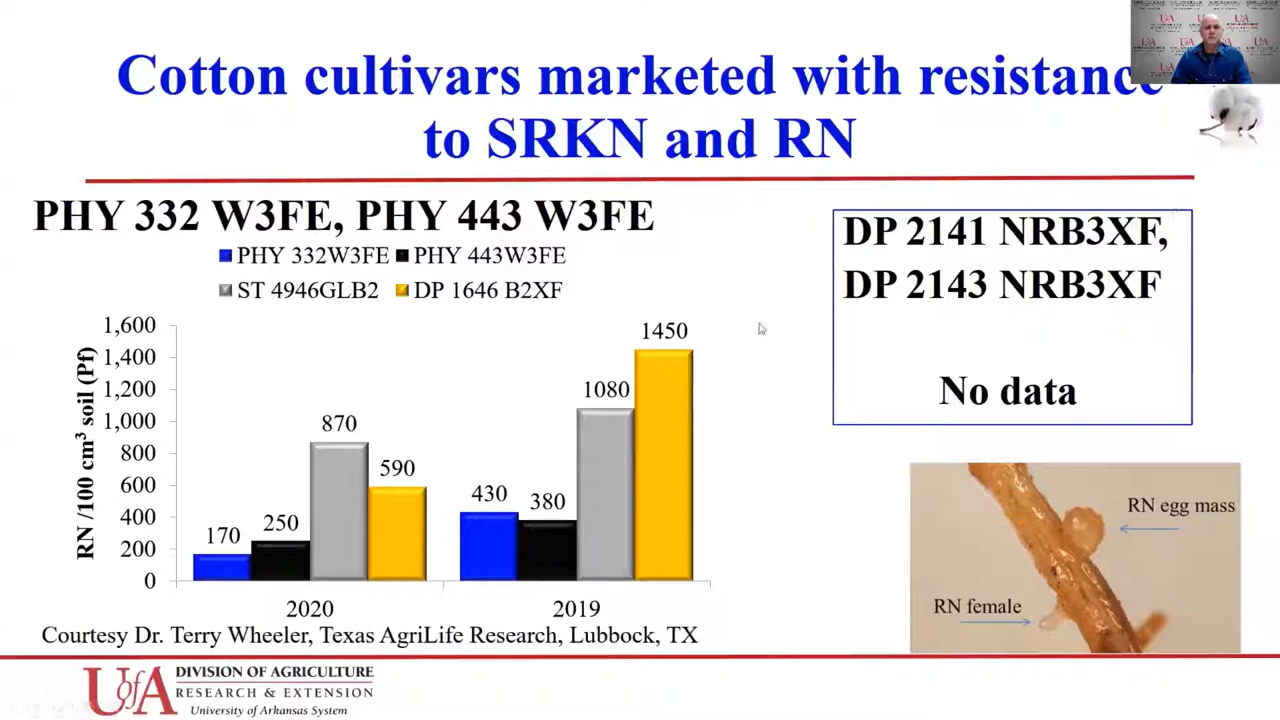 Cotton cultivars marketed with resistance
to SRKN and RN
PHY 332 W3FE, PHY 443 W3FE
PHY 332W3FE PHY 443W3FE
ST 4946GLB2 DP 1646 B2XF
RN /100 cm³ soil (Pf)
1,600
1,400
1,200
1,000
800
600
400
200
0
170
250
870
590
430
380
1080
1450
2020
2019
Courtesy Dr. Terry Wheeler, Texas AgriLife Research, Lubbock, TX
DP 2141 NRB3XF,
DP 2143 NRB3XF
No data
RN egg mass
RN female
UofA
DIVISION OF AGRICULTURE
RESEARCH & EXTENSION
University of Arkansas System